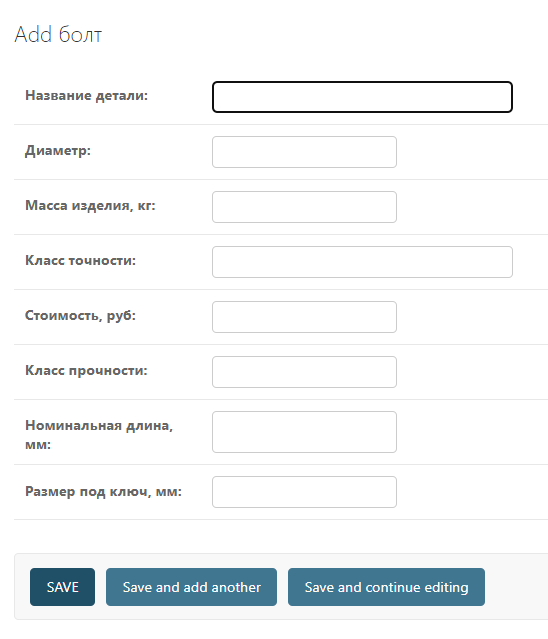 Add болт
Название детали:
Диаметр:
Масса изделия, кг:
Класс точности:
Стоимость, руб:
Класс прочности:
Номинальная длина,
мм:
Размер под ключ, мм:
SAVE Save and add another Save and continue editing